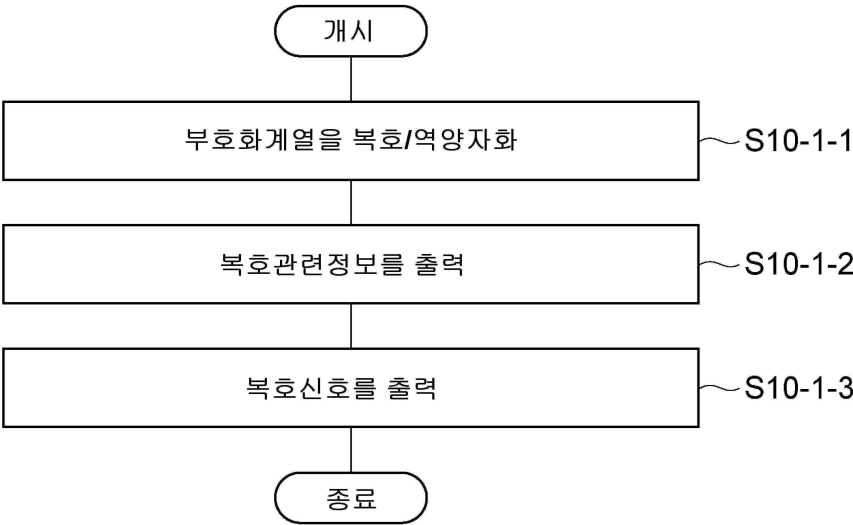 개시
부호화계열을 복호/역양자화
S10-1-1
복호관련정보를 출력
S10-1-2
복호신호를 출력
S10-1-3
종료